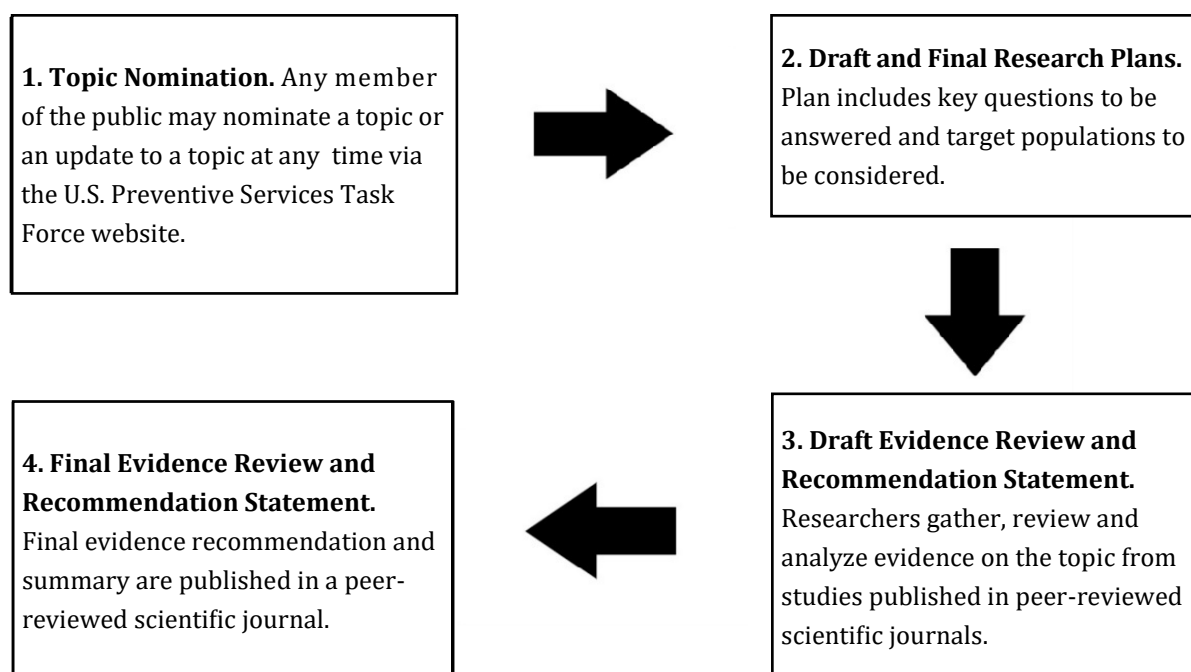 1. Topic Nomination. Any member
of the public may nominate a topic or
an update to a topic at any time via
the U.S. Preventive Services Task
Force website.
2. Draft and Final Research Plans.
Plan includes key questions to be
answered and target populations to
be considered.
3. Draft Evidence Review and
Recommendation Statement.
Researchers gather, review and
analyze evidence on the topic from
studies published in peer-reviewed
scientific journals.
4. Final Evidence Review and
Recommendation Statement.
Final evidence recommendation and
summary are published in a peer-
reviewed scientific journal.